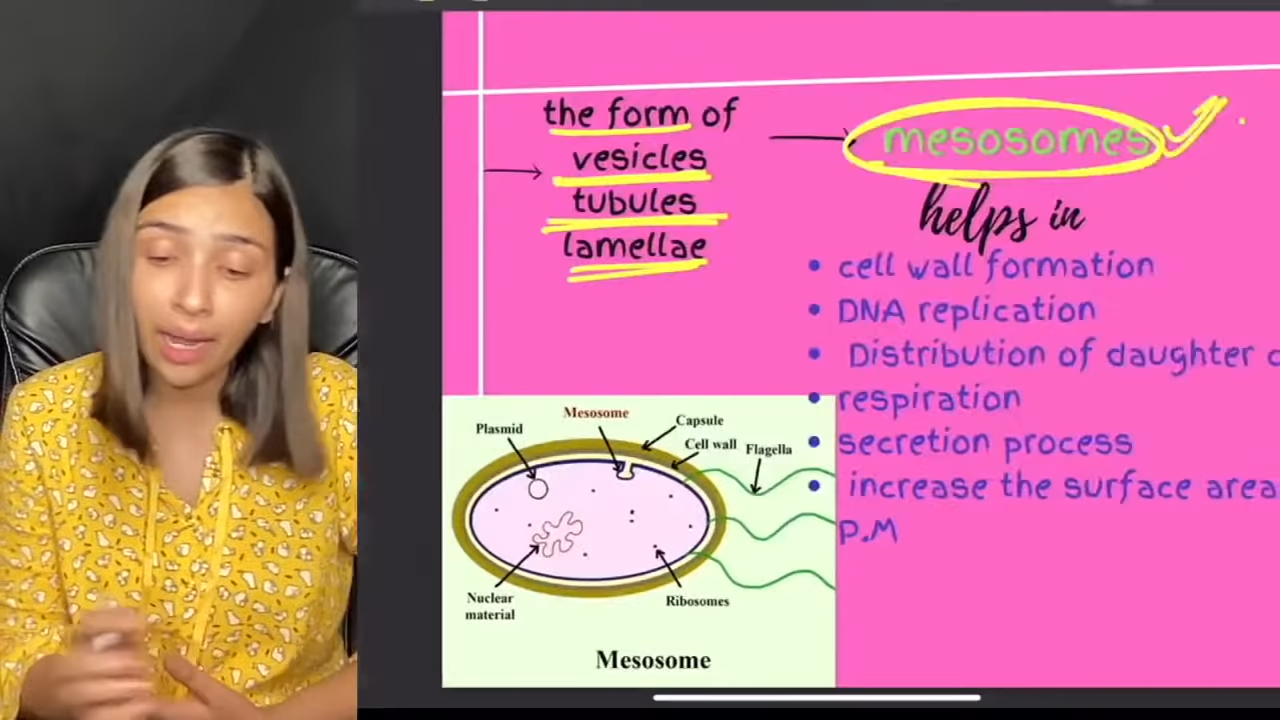 the form of
vesicles
tubules
lamellae
mesosomes
helps in
• cell wall formation
• DNA replication
• Distribution of daughter
• respiration
• secretion process
• increase the surface area
P.M
Mesosome
Plasmid
Capsule
Cell wall
Flagella
Nuclear
material
Ribosomes
Mesosome